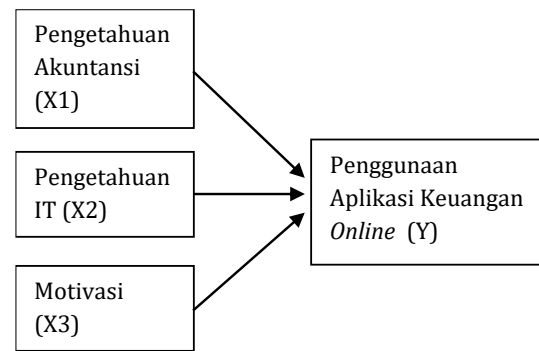 Pengetahuan
Akuntansi
(X1)
Pengetahuan
IT (X2)
Motivasi
(X3)
Penggunaan
Aplikasi Keuangan
Online (Y)